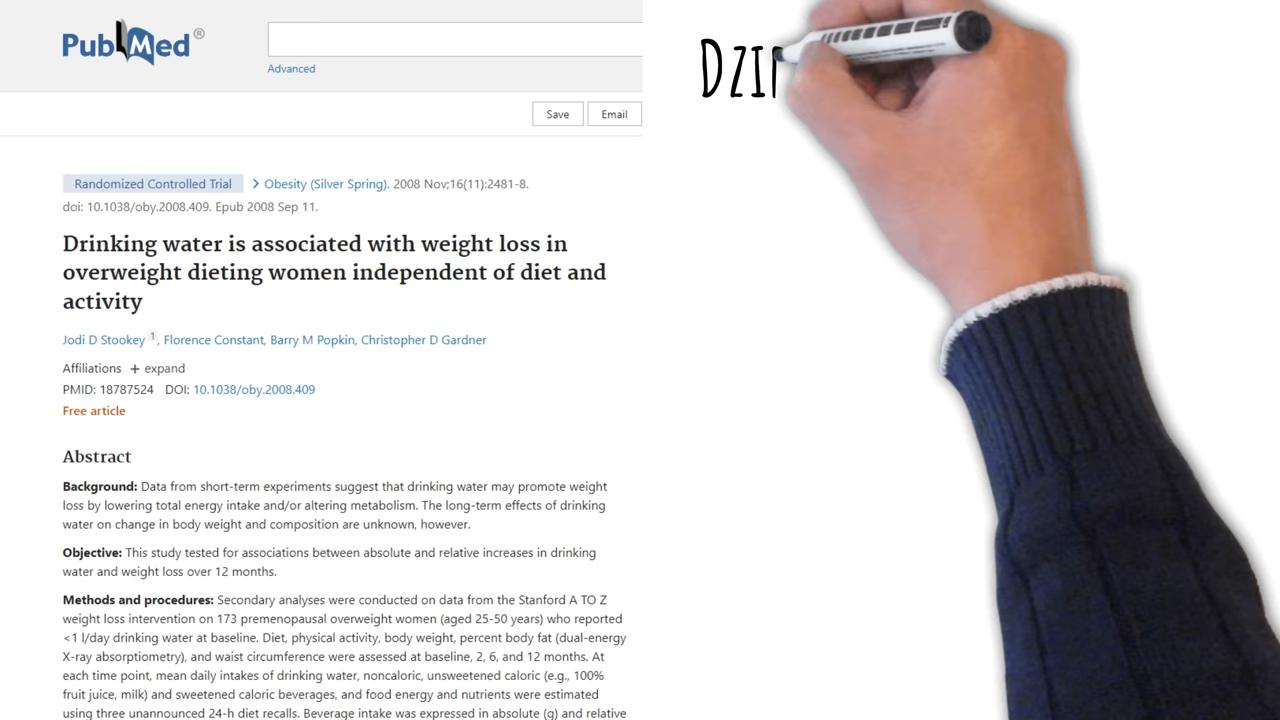 PubMed®
Advanced
Save Email
Randomized Controlled Trial > Obesity (Silver Spring). 2008 Nov;16(11):2481-8.
doi: 10.1038/oby.2008.409. Epub 2008 Sep 11.
Drinking water is associated with weight loss in
overweight dieting women independent of diet and
activity
Jodi D Stookey 1, Florence Constant, Barry M Popkin, Christopher D Gardner
Affiliations + expand
PMID: 18787524 DOI: 10.1038/oby.2008.409
Free article
Abstract
Background: Data from short-term experiments suggest that drinking water may promote weight
loss by lowering total energy intake and/or altering metabolism. The long-term effects of drinking
water on change in body weight and composition are unknown, however.
Objective: This study tested for associations between absolute and relative increases in drinking
water and weight loss over 12 months.
Methods and procedures: Secondary analyses were conducted on data from the Stanford A TO Z
weight loss intervention on 173 premenopausal overweight women (aged 25-50 years) who reported
<1 l/day drinking water at baseline. Diet, physical activity, body weight, percent body fat (dual-energy
X-ray absorptiometry), and waist circumference were assessed at baseline, 2, 6, and 12 months. At
each time point, mean daily intakes of drinking water, noncaloric, unsweetened caloric (e.g., 100%
fruit juice, milk) and sweetened caloric beverages, and food energy and nutrients were estimated
using three unannounced 24-h diet recalls. Beverage intake was expressed in absolute (g) and relative